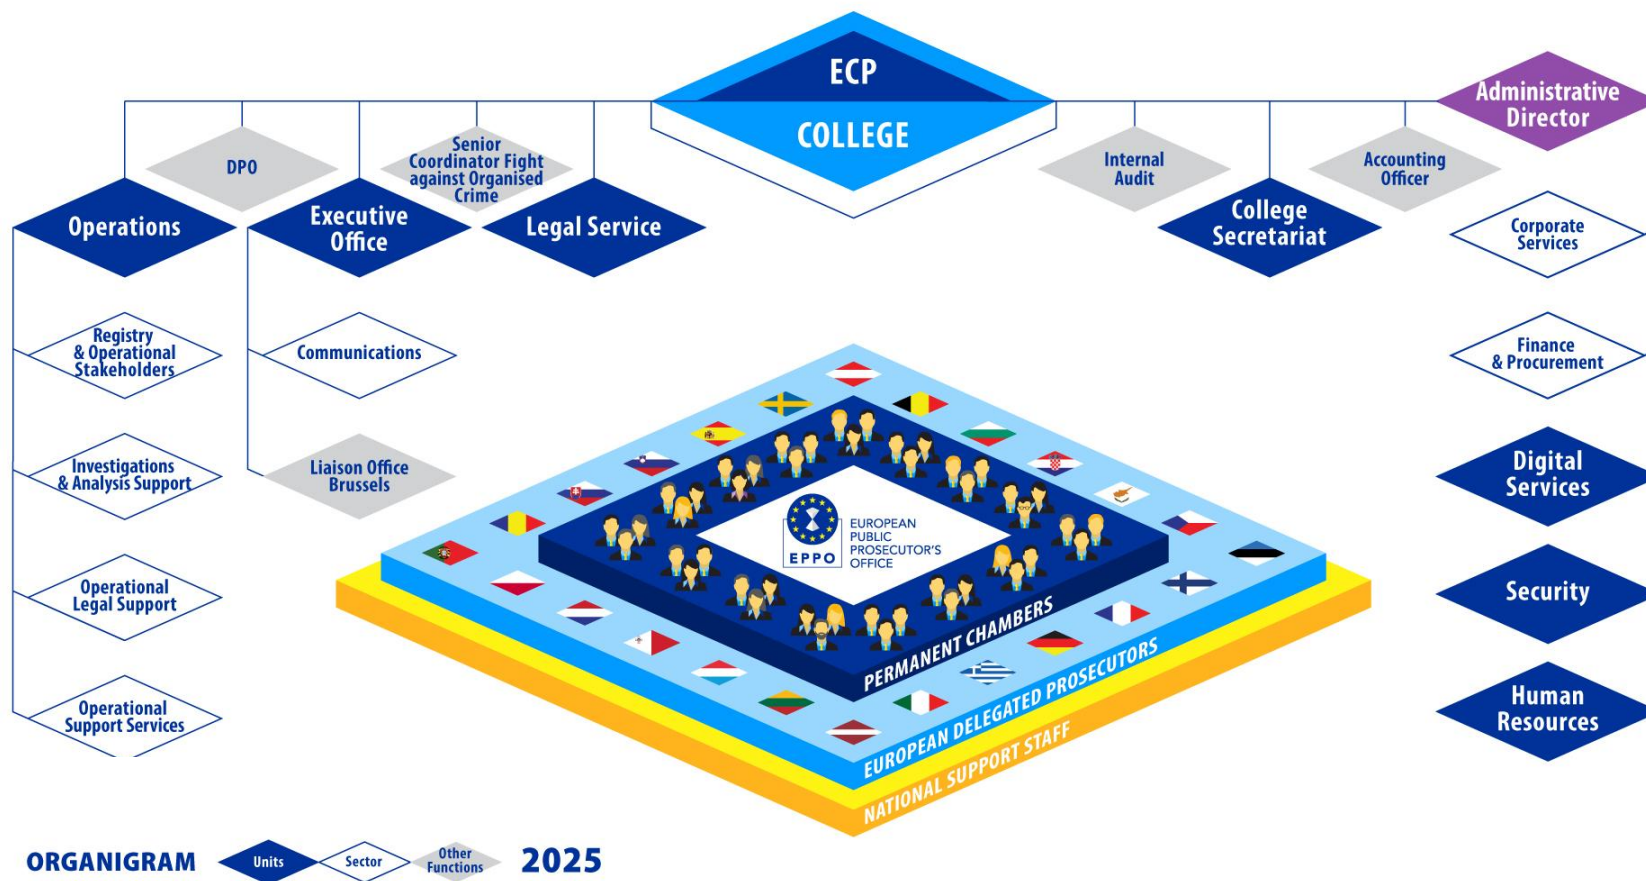 ECP
COLLEGE
Administrative
Director
DPO
Senior
Coordinator Fight
against Organised
Crime
Internal
Audit
Accounting
Officer
Operations
Executive
Office
Legal Service
College
Secretariat
Corporate
Services
Registry
& Operational
Stakeholders
Communications
Finance
& Procurement
Investigations
& Analysis Support
Liaison Office
Brussels
Digital
Services
Operational
Legal Support
Security
Operational
Support Services
Human
Resources
EPPO
EUROPEAN
PUBLIC
PROSECUTOR'S
OFFICE
PERMANENT CHAMBERS
EUROPEAN DELEGATED PROSECUTORS
NATIONAL SUPPORT STAFF
ORGANIGRAM
Units
Sector
Other
Functions
2025